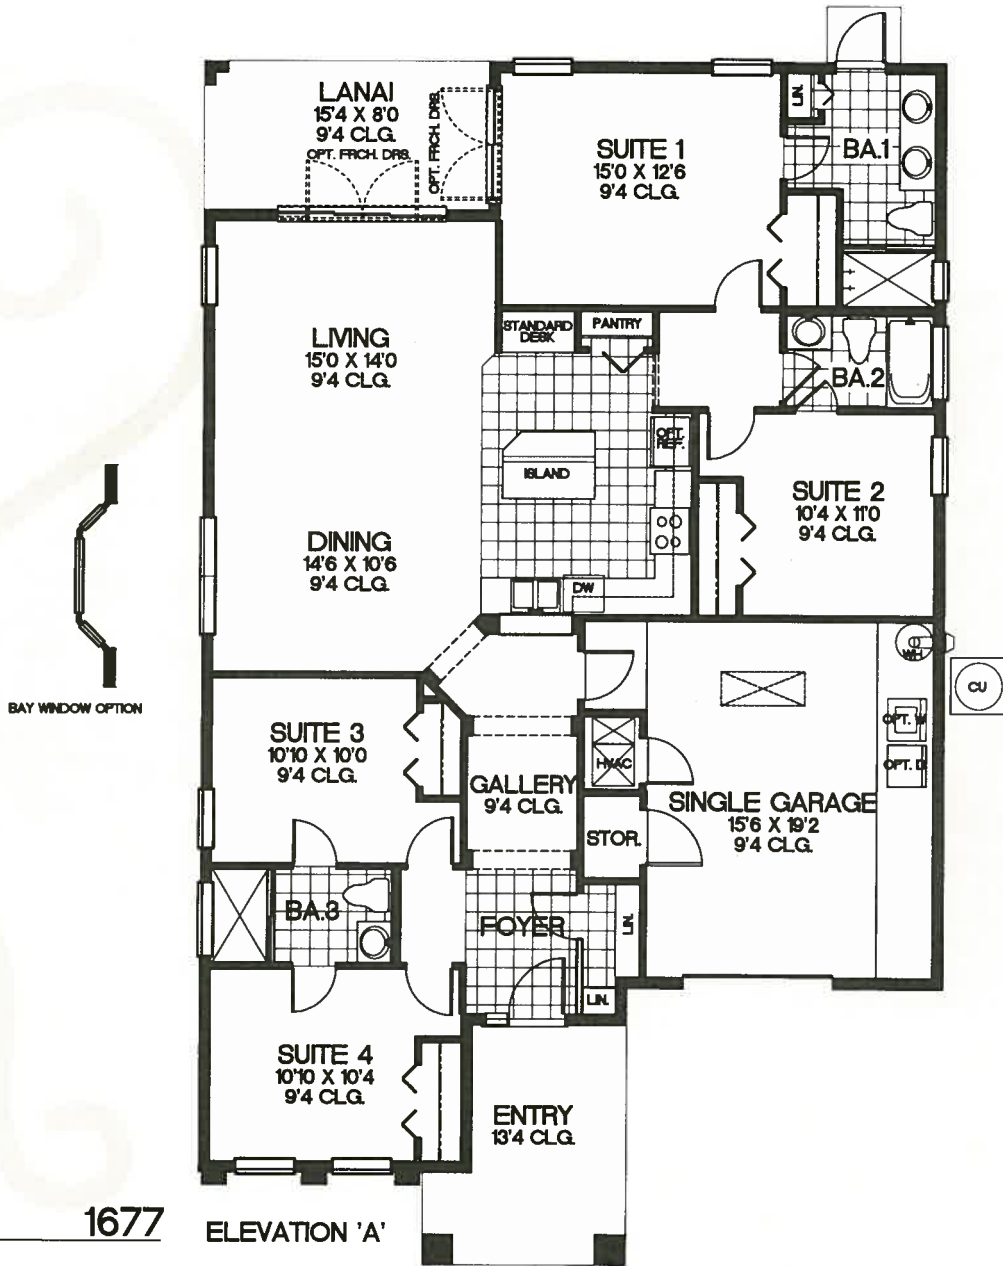 LANAI
15'4 X 8'0
9'4 CLG.
OPT. FRCH. DRS.
OPT. FRCH. DRS.
SUITE 1
15'0 X 12'6
9'4 CLG.
LIN.
BA.1
LIVING
15'0 X 14'0
9'4 CLG.
STANDARD
DESK
PANTRY
BA.2
OPT.
REF.
ISLAND
SUITE 2
10'4 X 11'0
9'4 CLG.
DINING
14'6 X 10'6
9'4 CLG.
DW
WH
CU
BAY WINDOW OPTION
SUITE 3
10'10 X 10'0
9'4 CLG.
OPT. W
HVAC
OPT. D
GALLERY
9'4 CLG.
SINGLE GARAGE
15'6 X 19'2
9'4 CLG.
STOR.
BA.3
FOYER
LIN.
LIN.
SUITE 4
10'10 X 10'4
9'4 CLG.
ENTRY
13'4 CLG.
1677
ELEVATION 'A'